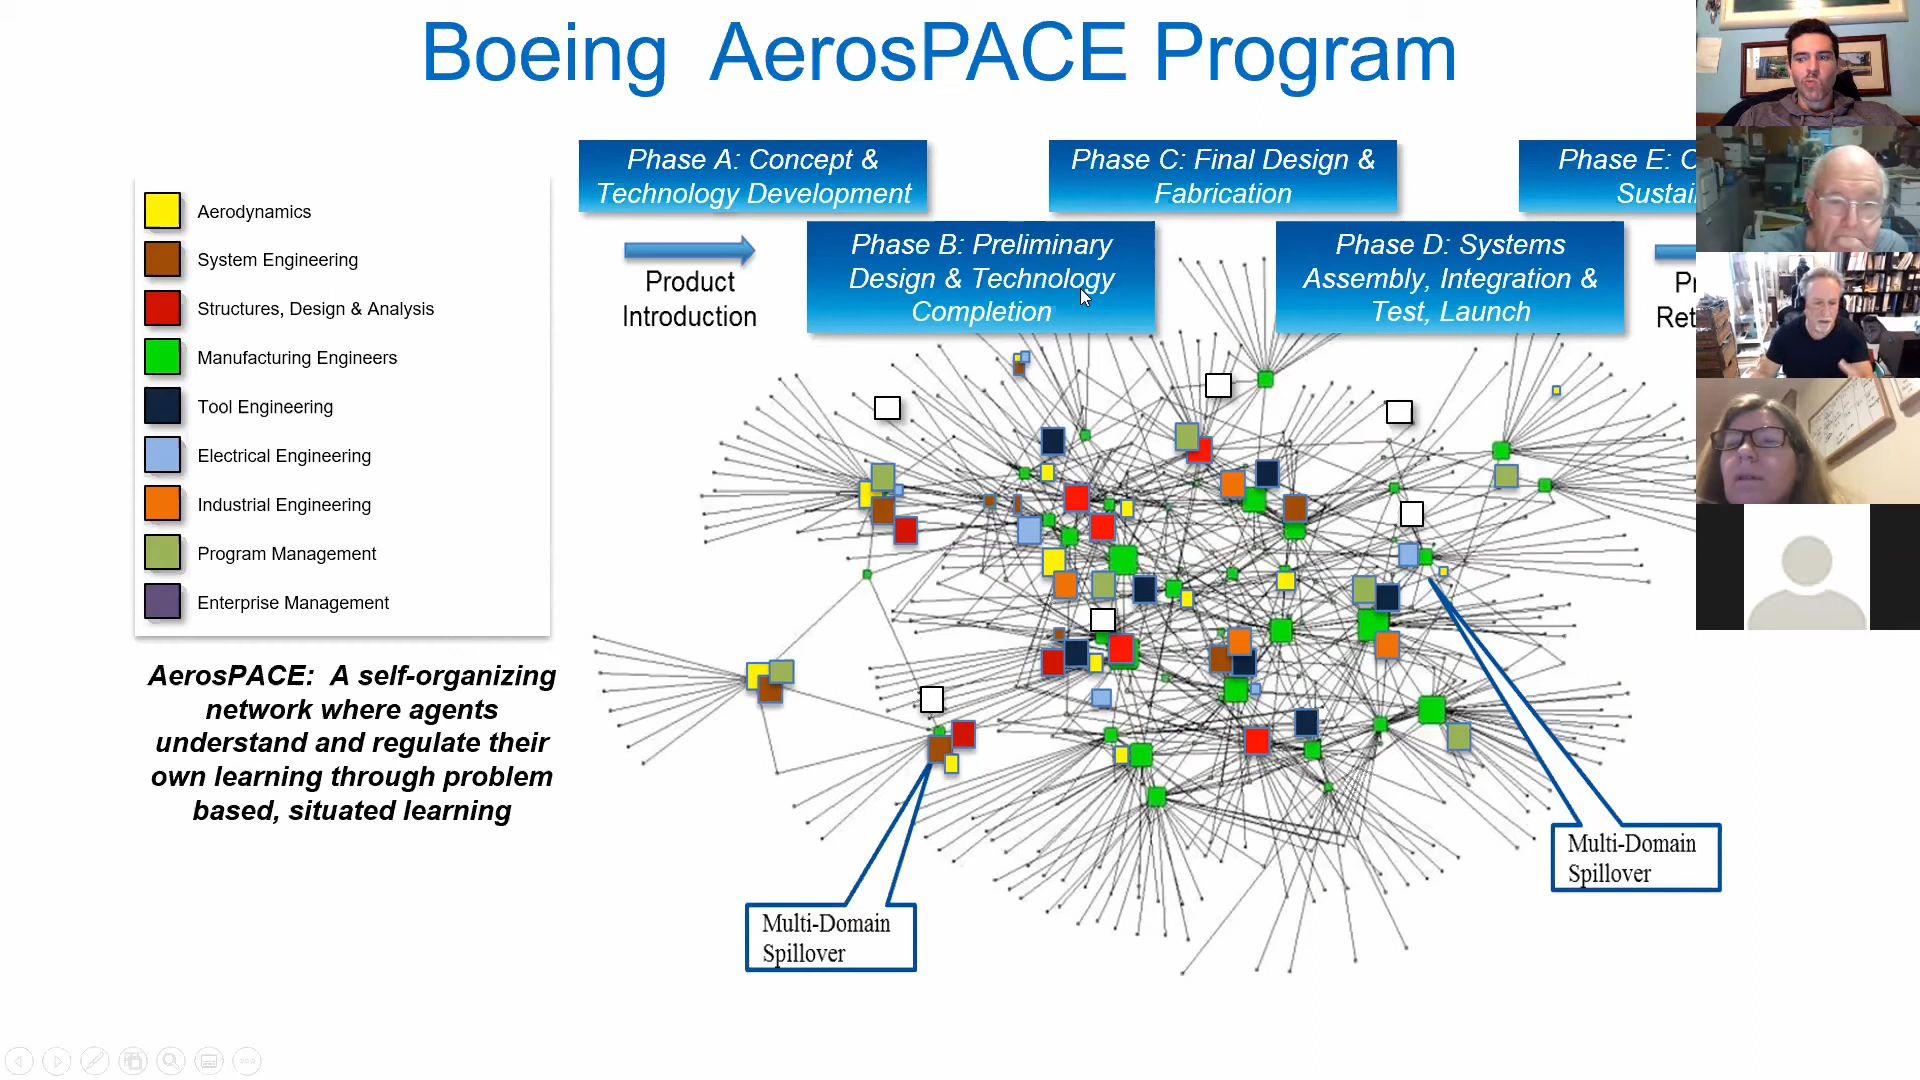 Boeing AerosPACE Program
Phase A: Concept &
Technology Development
Phase C: Final Design &
Fabrication
Phase E:
Phase B: Preliminary
Design & Technology
Completion
Phase D: Systems
Assembly, Integration &
Test, Launch
Product
Introduction
Aerodynamics
System Engineering
Structures, Design & Analysis
Manufacturing Engineers
Tool Engineering
Electrical Engineering
Industrial Engineering
Program Management
Enterprise Management
AerosPACE: A self-organizing
network where agents
understand and regulate their
own learning through problem
based, situated learning
Multi-Domain
Spillover
Multi-Domain
Spillover